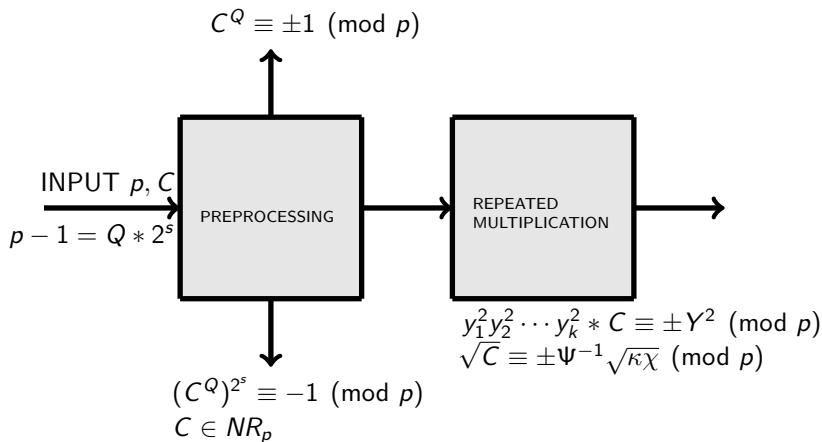 C^Q ≡ ±1 (mod p)
INPUT p, C
p − 1 = Q ∗ 2^s
PREPROCESSING
REPEATED
MULTIPLICATION
y_1^2 y_2^2 ⋯ y_k^2 ∗ C ≡ ±Y^2 (mod p)
√C ≡ ±Ψ^{−1}√κχ (mod p)
(C^Q)^{2^s} ≡ −1 (mod p)
C ∈ NR_p